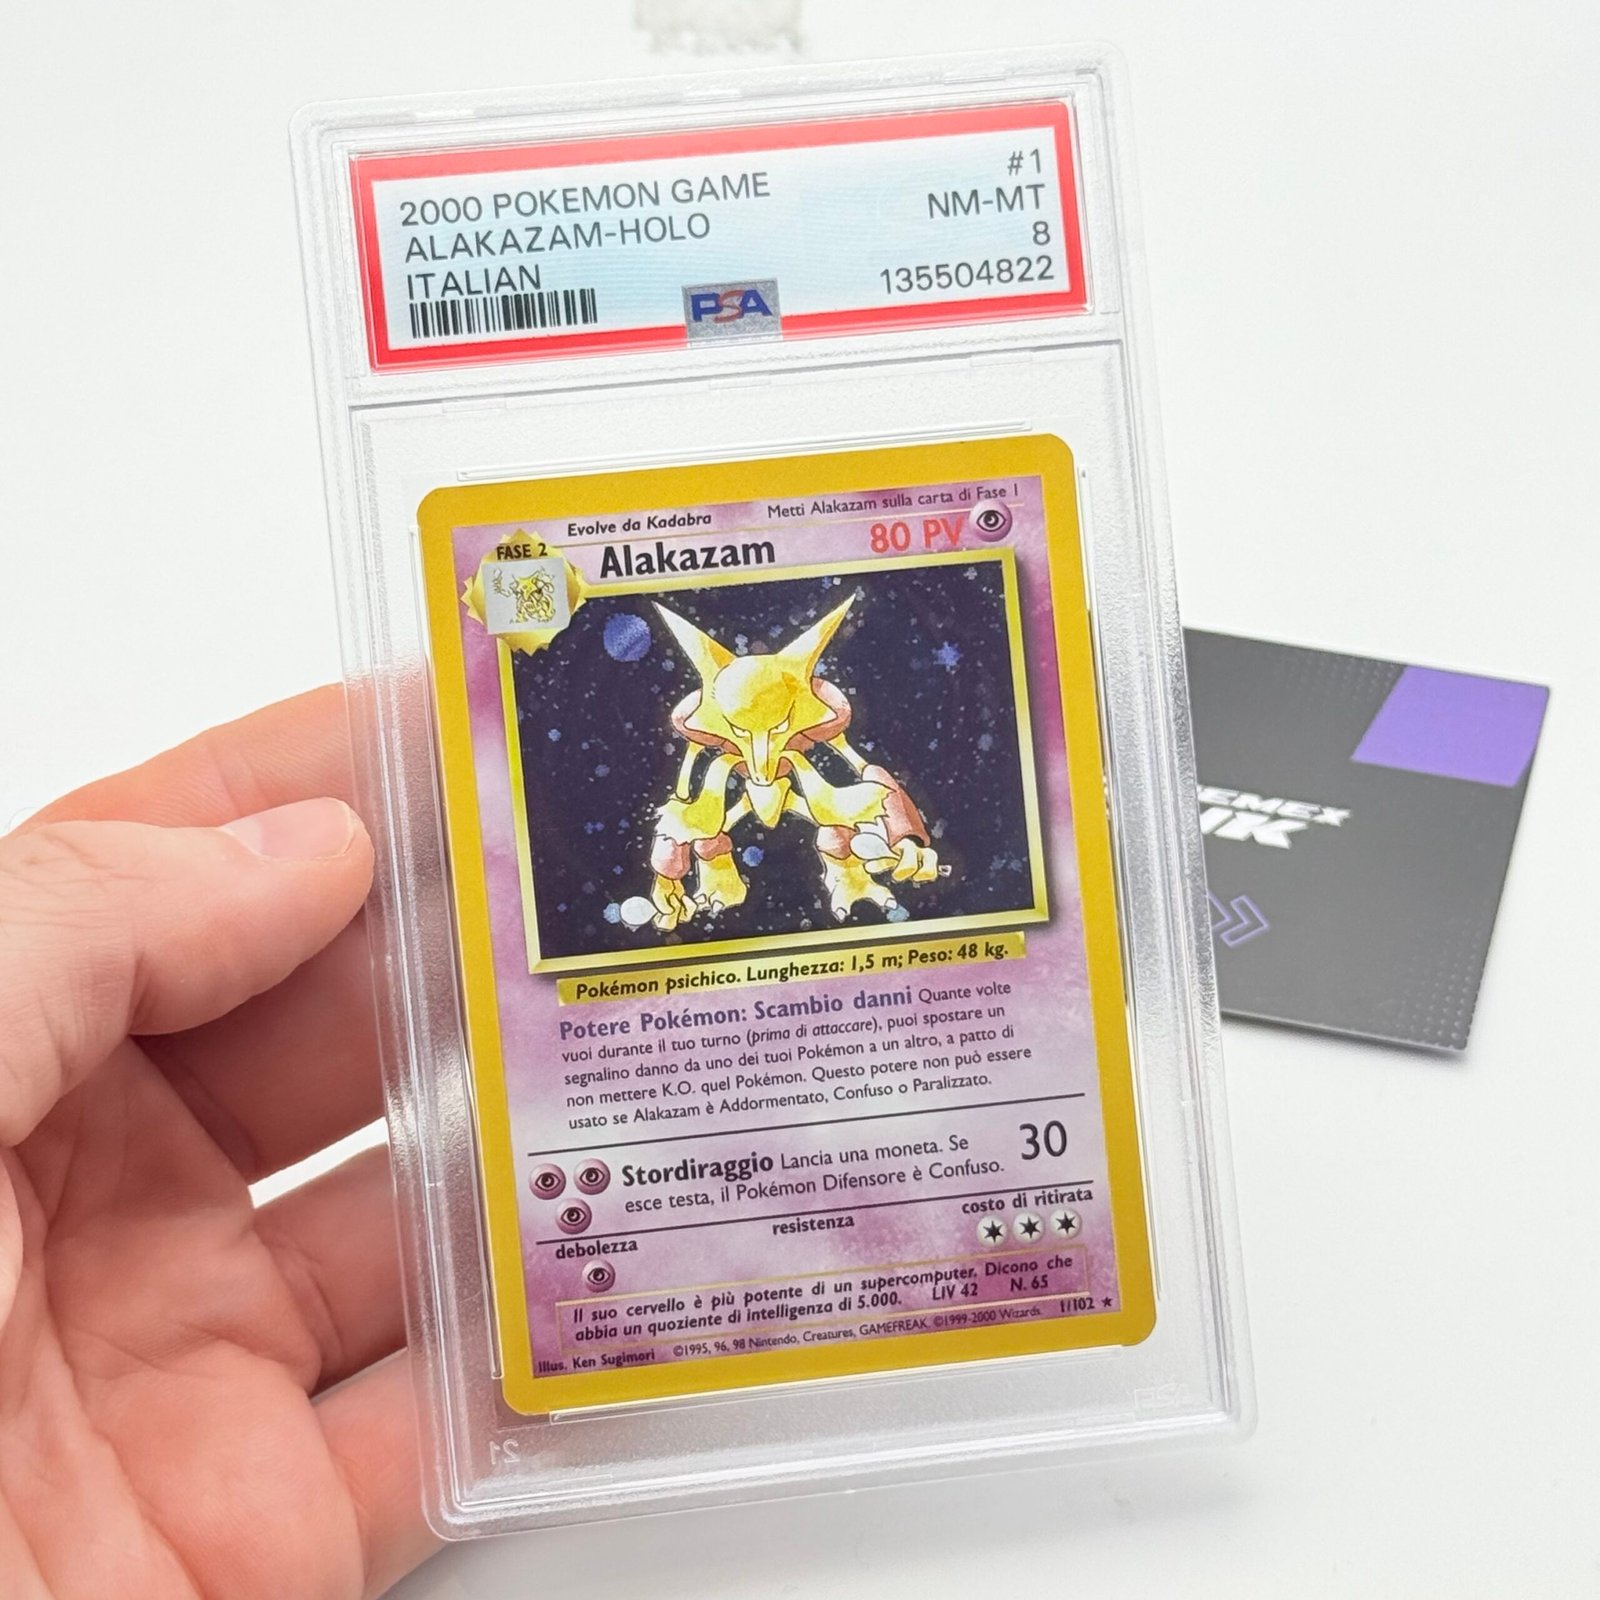 2000 POKEMON GAME
#1
ALAKAZAM-HOLO
NM-MT
ITALIAN
8
PSA
135504822
Evolve da Kadabra
Metti Alakazam sulla carta di Fase 1
FASE 2
Alakazam
80 PV
Pokémon psichico. Lunghezza: 1,5 m; Peso: 48 kg.
Potere Pokémon: Scambio danni Quante volte
vuoi durante il tuo turno (prima di attaccare), puoi spostare un
segnalino danno da uno dei tuoi Pokémon a un altro, a patto di
non mettere K.O. quel Pokémon. Questo potere non può essere
usato se Alakazam è Addormentato, Confuso o Paralizzato.
Stordiraggio Lancia una moneta. Se
esce testa, il Pokémon Difensore è Confuso.
30
debolezza
resistenza
costo di ritirata
Il suo cervello è più potente di un supercomputer. Dicono che
abbia un quoziente di intelligenza di 5.000. LIV 42 N. 65
Illus. Ken Sugimori ©1995, 96, 98 Nintendo, Creatures, GAMEFREAK. ©1999-2000 Wizards. 1/102 ★